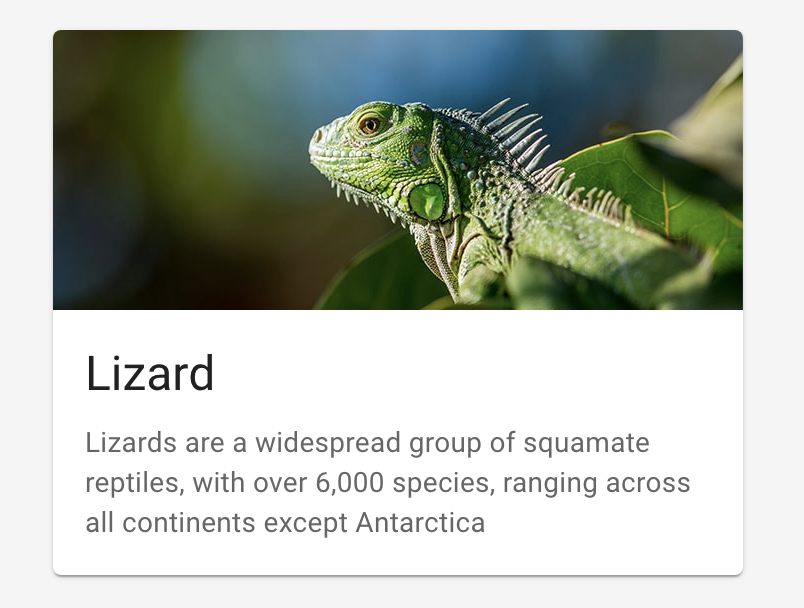 Lizard
Lizards are a widespread group of squamate
reptiles, with over 6,000 species, ranging across
all continents except Antarctica